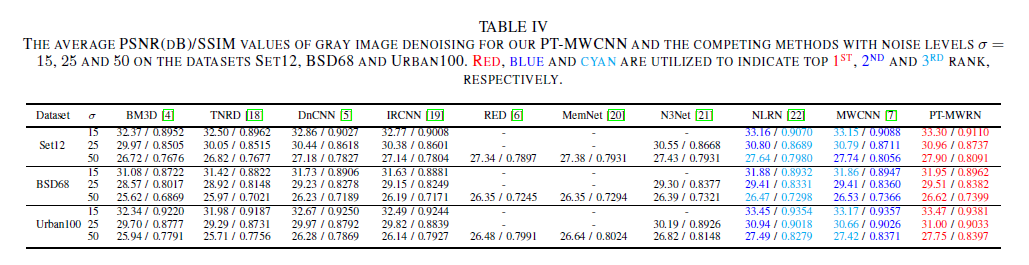 TABLE IV
THE AVERAGE PSNR(DB)/SSIM VALUES OF GRAY IMAGE DENOISING FOR OUR PT-MWCNN AND THE COMPETING METHODS WITH NOISE LEVELS σ =
15, 25 AND 50 ON THE DATASETS SET12, BSD68 AND URBAN100. RED, BLUE AND CYAN ARE UTILIZED TO INDICATE TOP 1ST, 2ND AND 3RD RANK,
RESPECTIVELY.
Dataset σ BM3D [4] TNRD [18] DnCNN [5] IRCNN [19] RED [6] MemNet [20] N3Net [21] NLRN [22] MWCNN [7] PT-MWRN
15 32.37 / 0.8952 32.50 / 0.8962 32.86 / 0.9027 32.77 / 0.9008 - - - 33.16 / 0.9070 33.15 / 0.9088 33.30 / 0.9110
Set12 25 29.97 / 0.8505 30.05 / 0.8515 30.44 / 0.8618 30.38 / 0.8601 - - 30.55 / 0.8668 30.80 / 0.8689 30.79 / 0.8711 30.96 / 0.8737
50 26.72 / 0.7676 26.82 / 0.7677 27.18 / 0.7827 27.14 / 0.7804 27.34 / 0.7897 27.38 / 0.7931 27.43 / 0.7931 27.64 / 0.7980 27.74 / 0.8056 27.90 / 0.8091
15 31.08 / 0.8722 31.42 / 0.8822 31.73 / 0.8906 31.63 / 0.8881 - - - 31.88 / 0.8932 31.86 / 0.8947 31.95 / 0.8962
BSD68 25 28.57 / 0.8017 28.92 / 0.8148 29.23 / 0.8278 29.15 / 0.8249 - - 29.30 / 0.8377 29.41 / 0.8331 29.41 / 0.8360 29.51 / 0.8382
50 25.62 / 0.6869 25.97 / 0.7021 26.23 / 0.7189 26.19 / 0.7171 26.35 / 0.7245 26.35 / 0.7294 26.39 / 0.7321 26.47 / 0.7298 26.53 / 0.7366 26.62 / 0.7399
15 32.34 / 0.9220 31.98 / 0.9187 32.67 / 0.9250 32.49 / 0.9244 - - - 33.45 / 0.9354 33.17 / 0.9357 33.47 / 0.9381
Urban100 25 29.70 / 0.8777 29.29 / 0.8731 29.97 / 0.8792 29.82 / 0.8839 - - 30.19 / 0.8926 30.94 / 0.9018 30.66 / 0.9026 31.00 / 0.9033
50 25.94 / 0.7791 25.71 / 0.7756 26.28 / 0.7869 26.14 / 0.7927 26.48 / 0.7991 26.64 / 0.8024 26.82 / 0.8148 27.49 / 0.8279 27.42 / 0.8371 27.75 / 0.8397